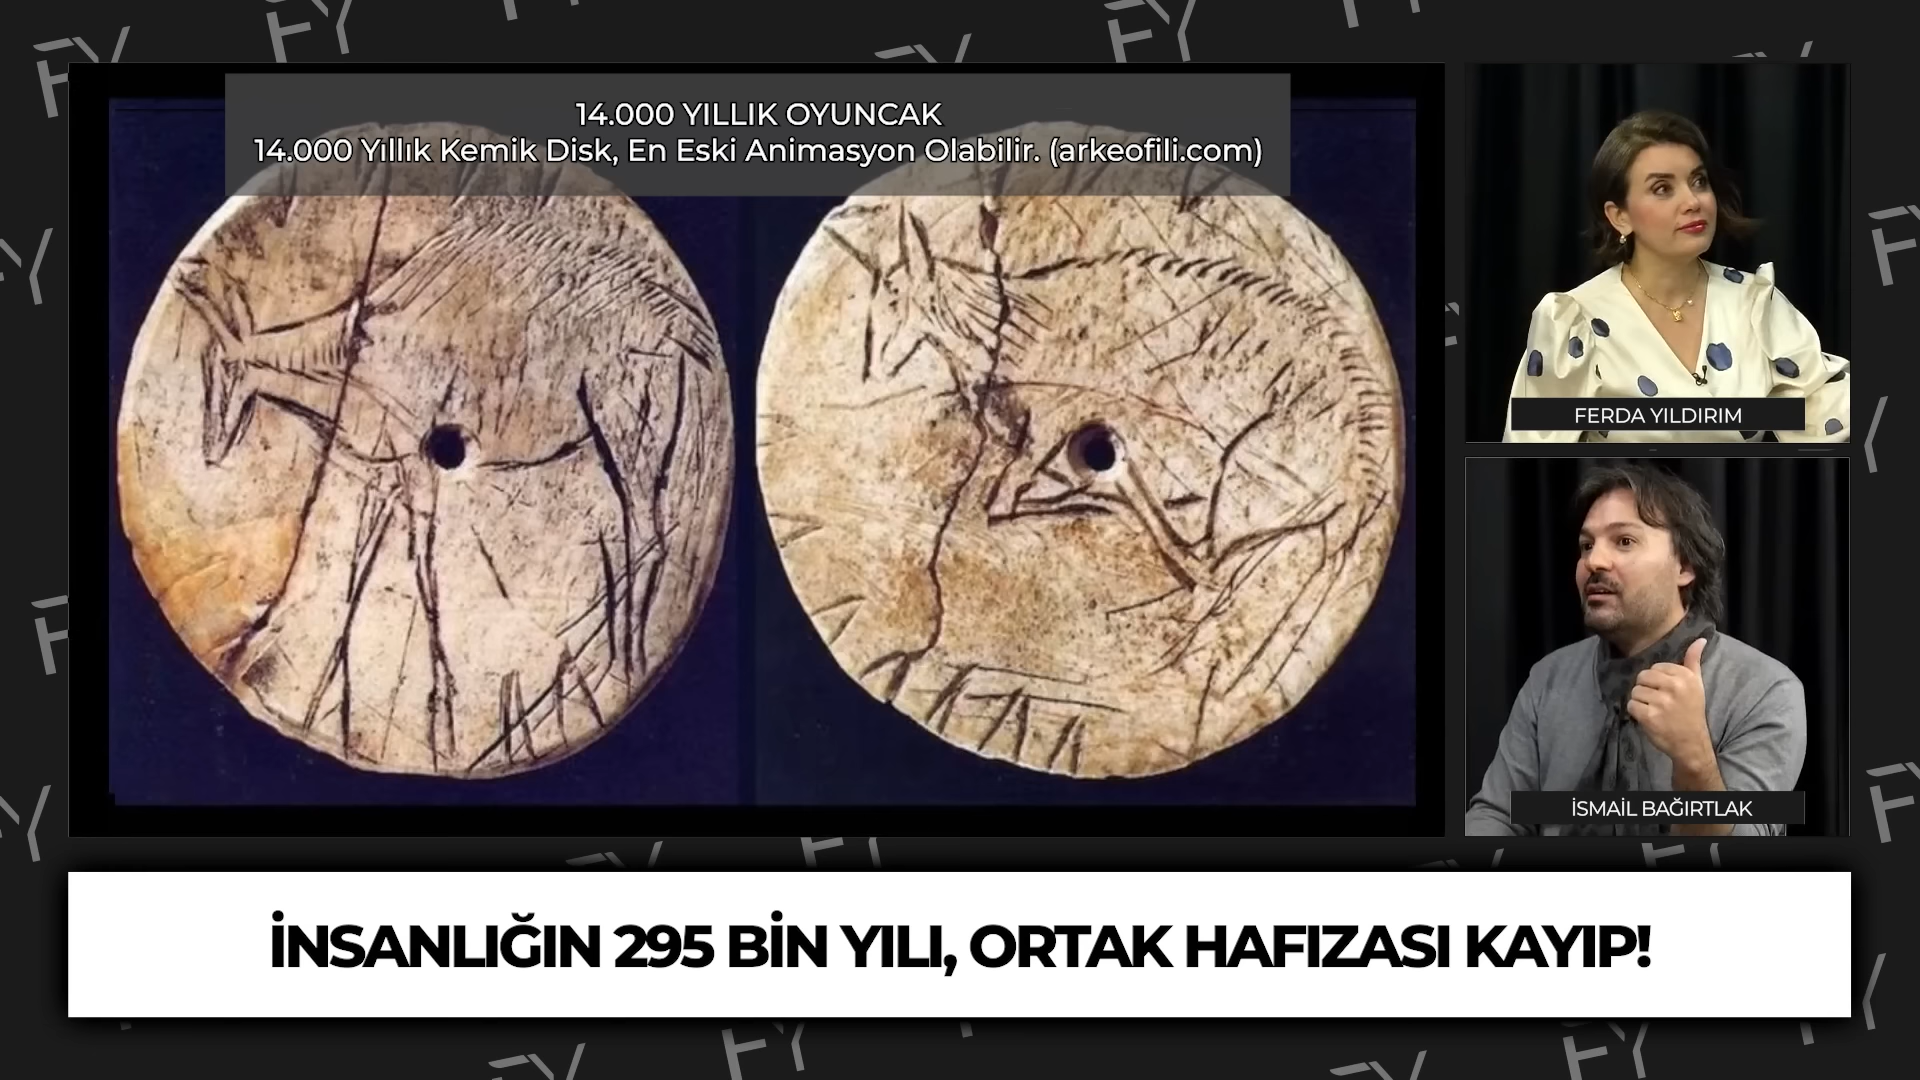 14.000 YILLIK OYUNCAK
14.000 Yıllık Kemik Disk, En Eski Animasyon Olabilir. (arkeofili.com)
FERDA YILDIRIM
İSMAİL BAĞIRTLAK
İNSANLIĞIN 295 BİN YILI, ORTAK HAFIZASI KAYIP!